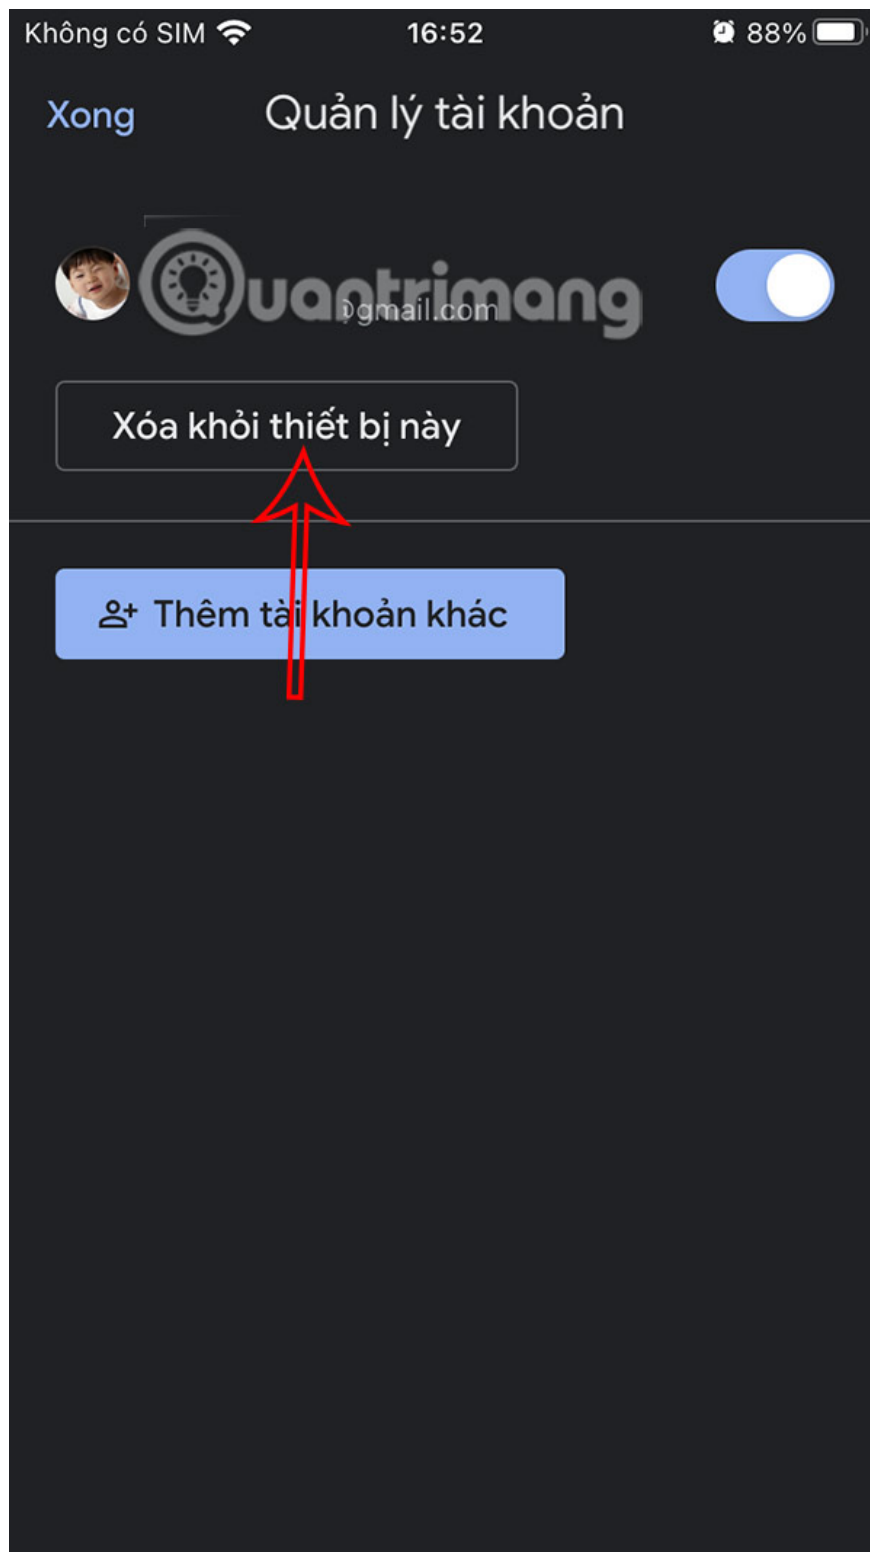 Không có SIM 16:52 88%
Xong Quản lý tài khoản
Quantrimang
@gmail.com
Xóa khỏi thiết bị này
Thêm tài khoản khác